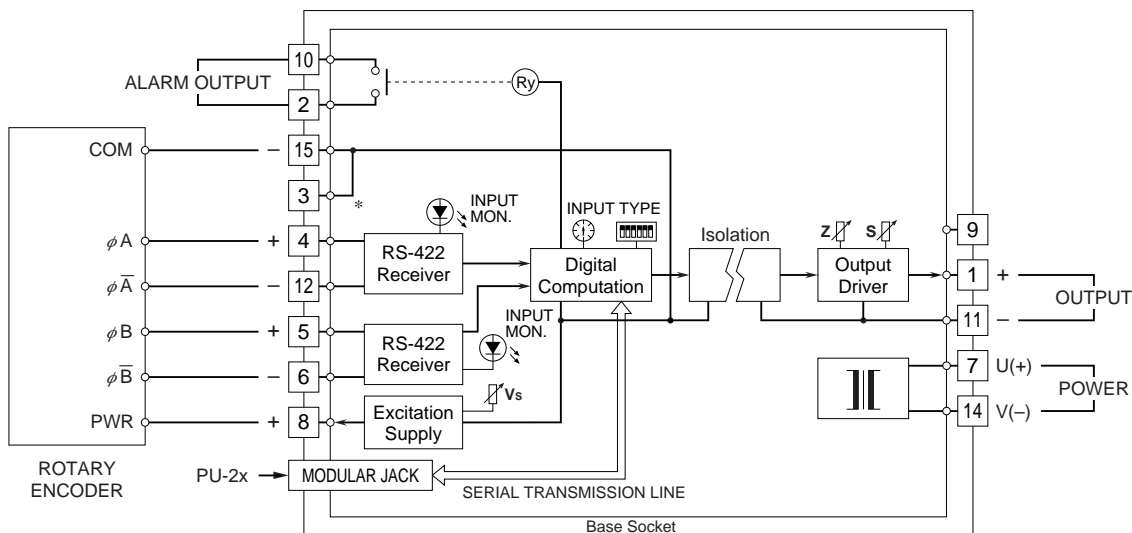 10
ALARM OUTPUT
2
Ry
COM
– 15
3
*
INPUT
MON.
INPUT TYPE
Isolation
Z
S
9
φA
+ 4
RS-422
Receiver
Digital
Computation
Output
Driver
1 +
φA̅
– 12
OUTPUT
11 –
φB
+ 5
RS-422
Receiver
INPUT
MON.
φB̅
– 6
7 U(+)
POWER
14 V(–)
PWR
+ 8
Excitation
Supply
Vs
ROTARY
ENCODER
PU-2x
MODULAR JACK
SERIAL TRANSMISSION LINE
Base Socket